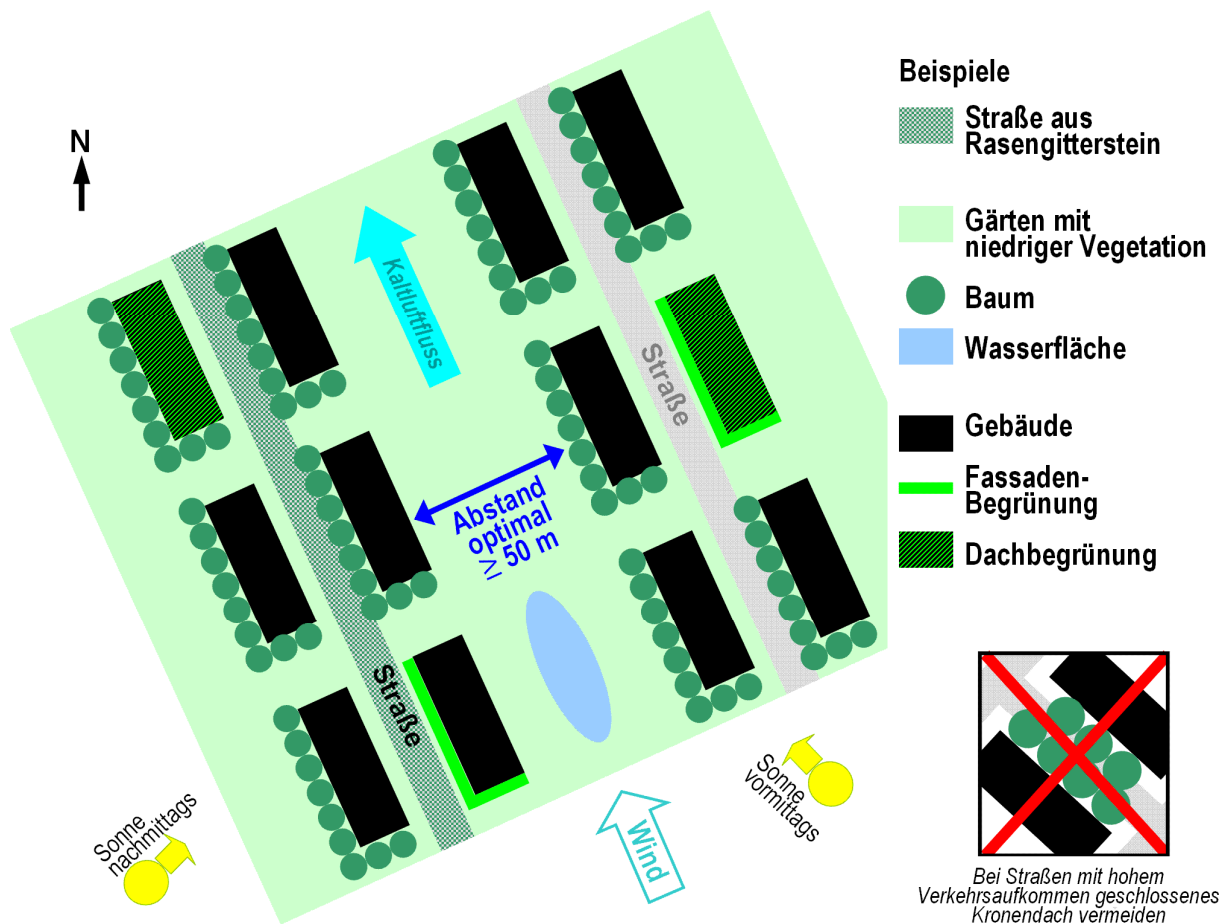 N
Kaltluftfluss
Straße
Abstand
optimal
≥ 50 m
Straße
Sonne
nachmittags
Wind
Sonne
vormittags
Beispiele
Straße aus
Rasengitterstein
Gärten mit
niedriger Vegetation
Baum
Wasserfläche
Gebäude
Fassaden-
Begrünung
Dachbegrünung
Bei Straßen mit hohem
Verkehrsaufkommen geschlossenes
Kronendach vermeiden